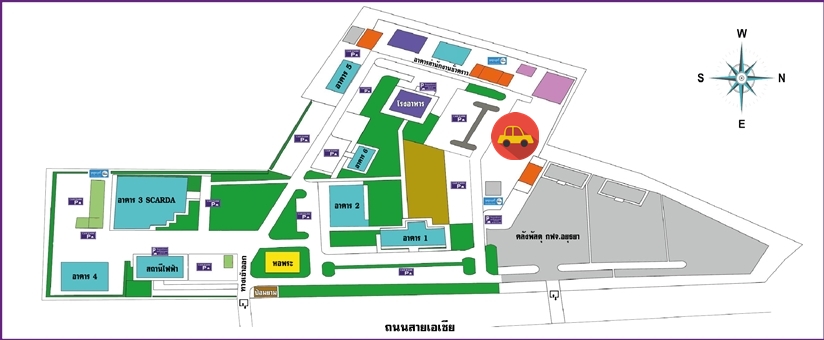 W
S
N
E
อาคารสำนักงานชั่วคราว
อาคาร 5
โรงอาหาร
อาคาร 6
อาคาร 3 SCARDA
อาคาร 2
อาคาร 1
คลังพัสดุ กฟจ.อยุธยา
อาคาร 4
สถานีไฟฟ้า
ทางเข้าออก
หอพระ
ป้อมยาม
ถนนสายเอเชีย